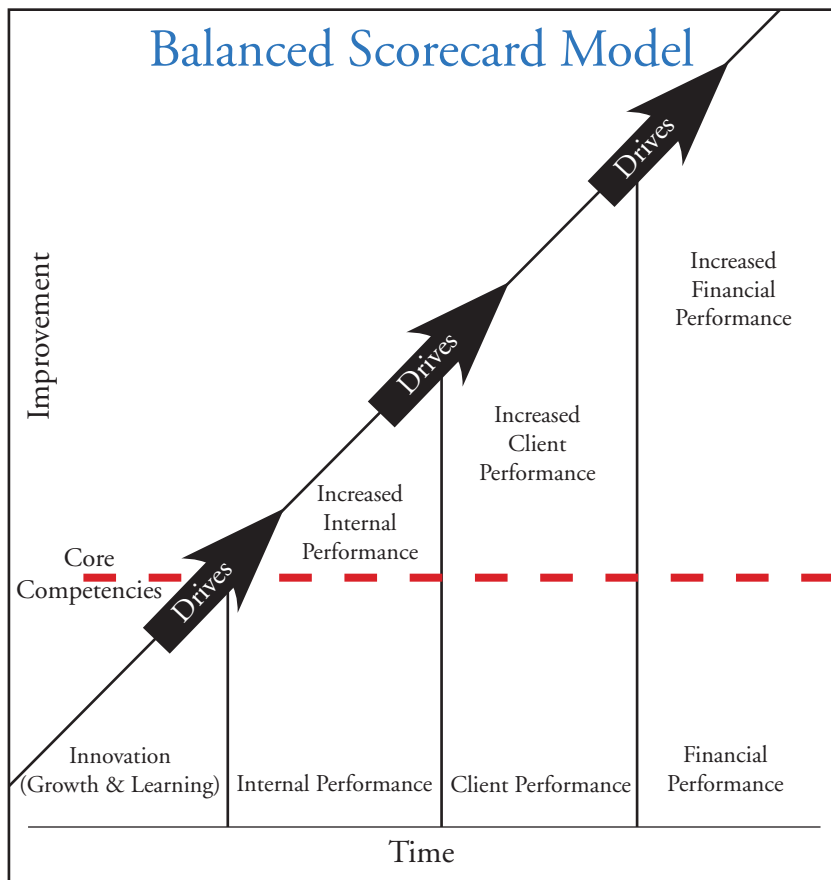 Balanced Scorecard Model
Drives
Increased
Financial
Performance
Improvement
Drives
Increased
Client
Performance
Increased
Internal
Performance
Core
Competencies
Drives
Innovation
(Growth & Learning)
Internal Performance
Client Performance
Financial
Performance
Time